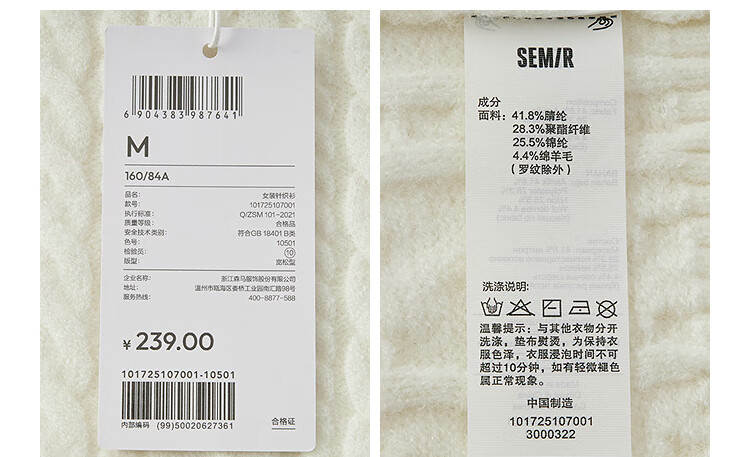 6 904383 987641
M
160/84A
品名: 女装针织衫
款号: 101725107001
执行标准: Q/ZSM 101-2021
质量等级: 合格品
安全技术类别: 符合GB 18401 B类
色号: 10501
检验员: 10
版型: 宽松型
企业名称: 浙江森马服饰股份有限公司
地址: 温州市瓯海区娄桥工业园南汇路98号
服务热线: 400-8877-588
¥ 239.00
101725107001-10501
内部编码 (99)50020627361
合格证
SEMIR
成分
面料: 41.8%腈纶
28.3%聚酯纤维
25.5%锦纶
4.4%绵羊毛
(罗纹除外)
洗涤说明:
温馨提示: 与其他衣物分开
洗涤, 垫布熨烫, 为保持衣
服色泽, 衣服浸泡时间不可
超过10分钟, 如有轻微褪色
属正常现象。
中国制造
101725107001
3000322